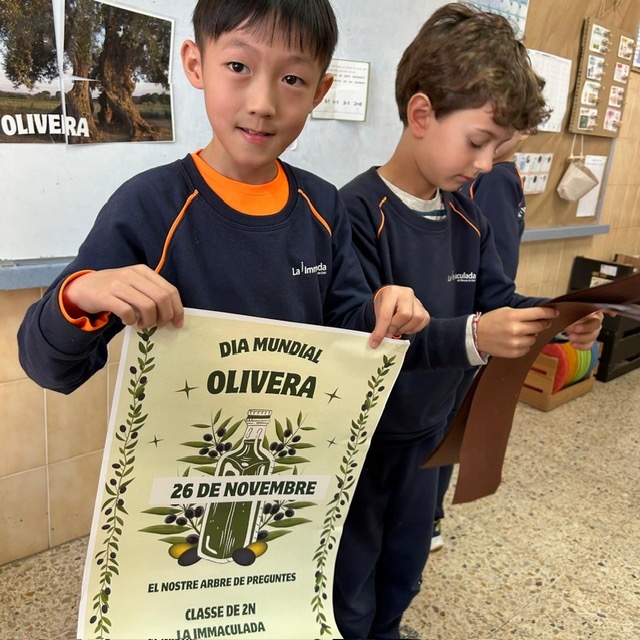 OLIVERA
La Immaculada
Immaculada
DIA MUNDIAL
OLIVERA
26 DE NOVEMBRE
EL NOSTRE ARBRE DE PREGUNTES
CLASSE DE 2N
LA IMMACULADA